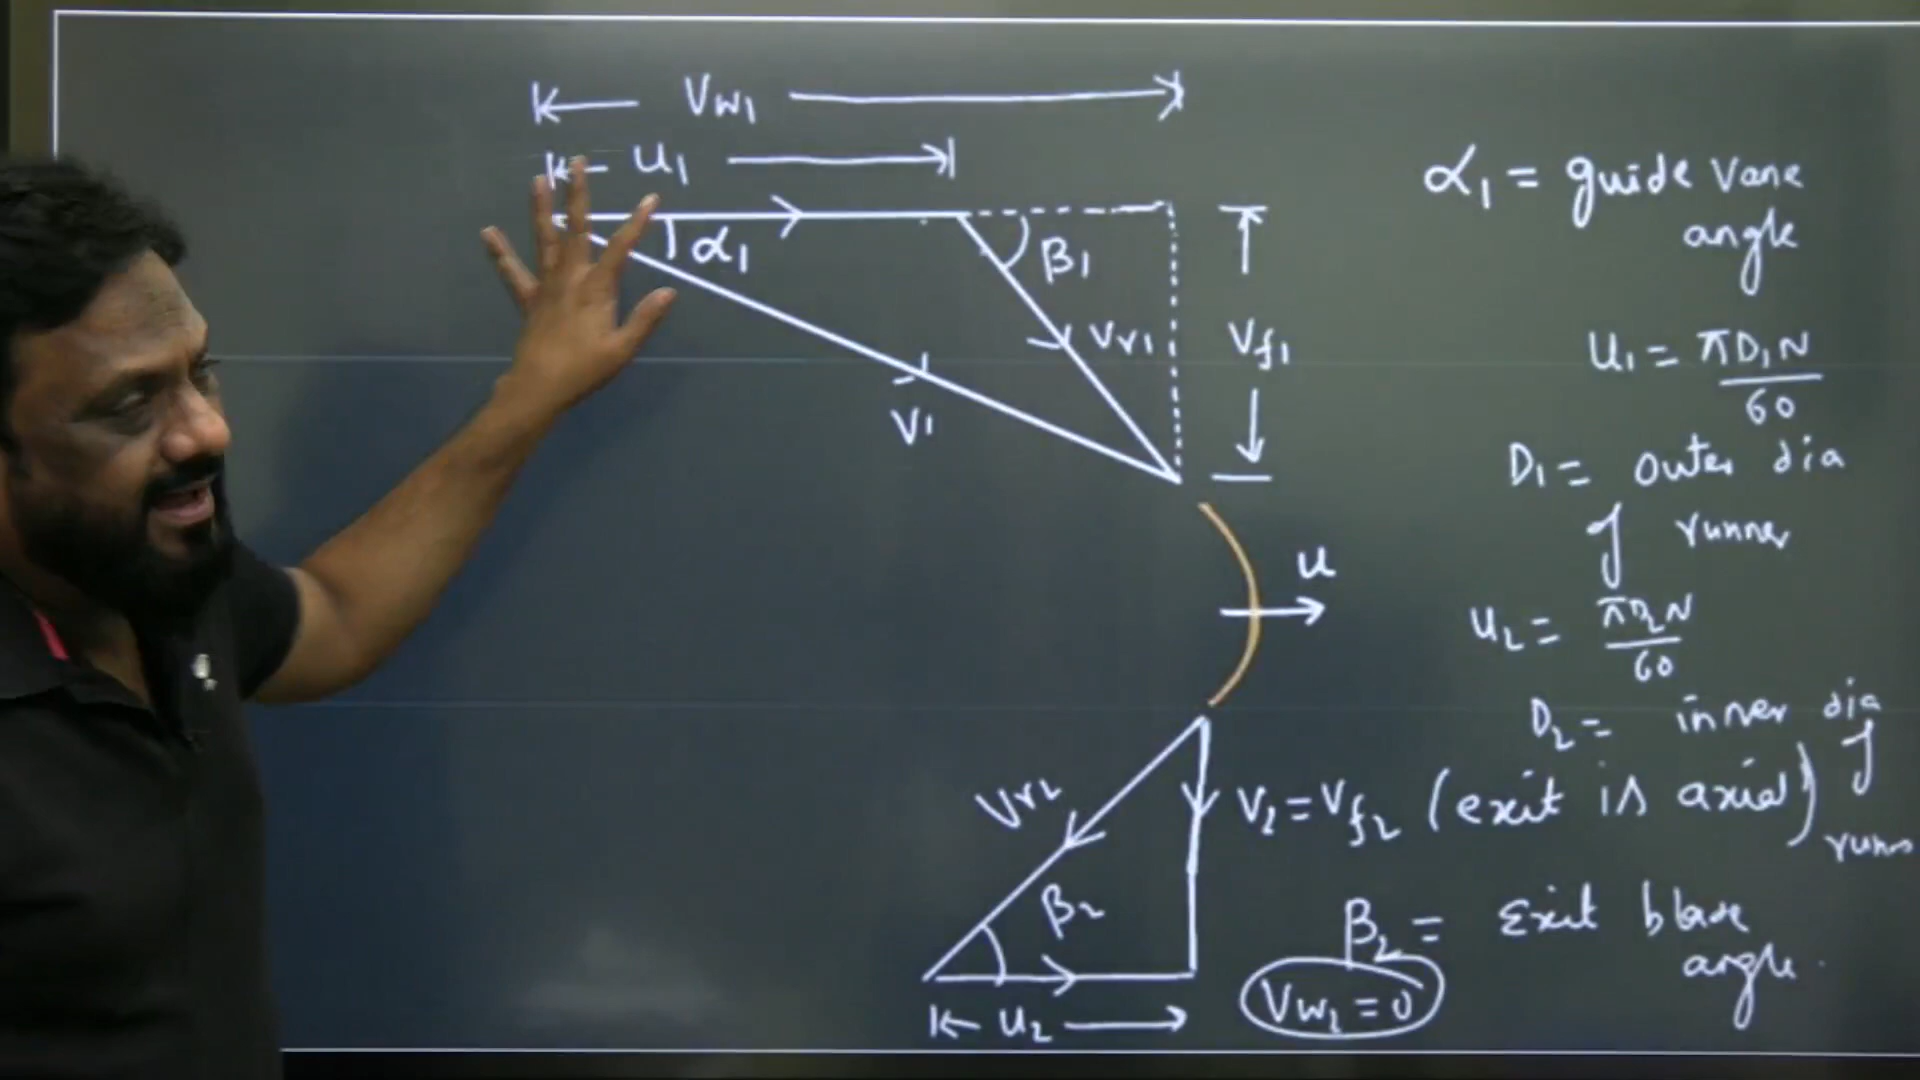 Vw1
u1
α1
β1
Vr1
Vf1
V1
α1 = guide vane
angle
u1 = πD1N
60
D1 = outer dia
of runner
u
u2 = πD2N
60
D2 = inner dia
of
runner
Vr2
V2 = Vf2 (exit is axial)
β2
β2 = Exit blade
angle.
u2
Vw2 = 0